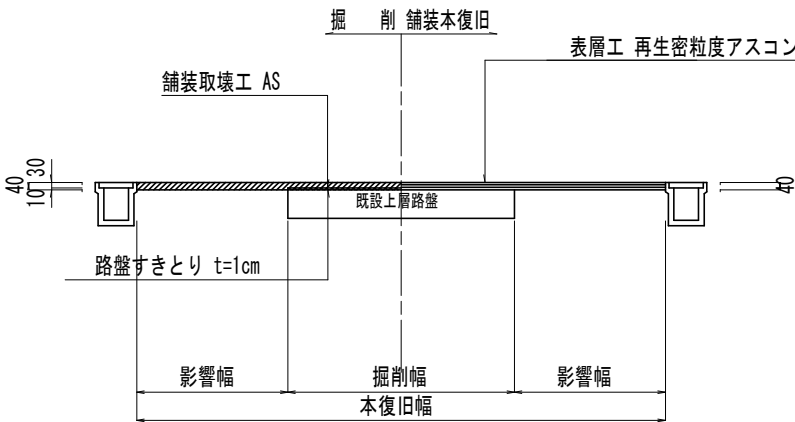 掘 削 舗装本復旧
表層工 再生密粒度アスコン
舗装取壊工 AS
40
10 30
40
既設上層路盤
路盤すきとり t=1cm
影響幅 掘削幅 影響幅
本復旧幅